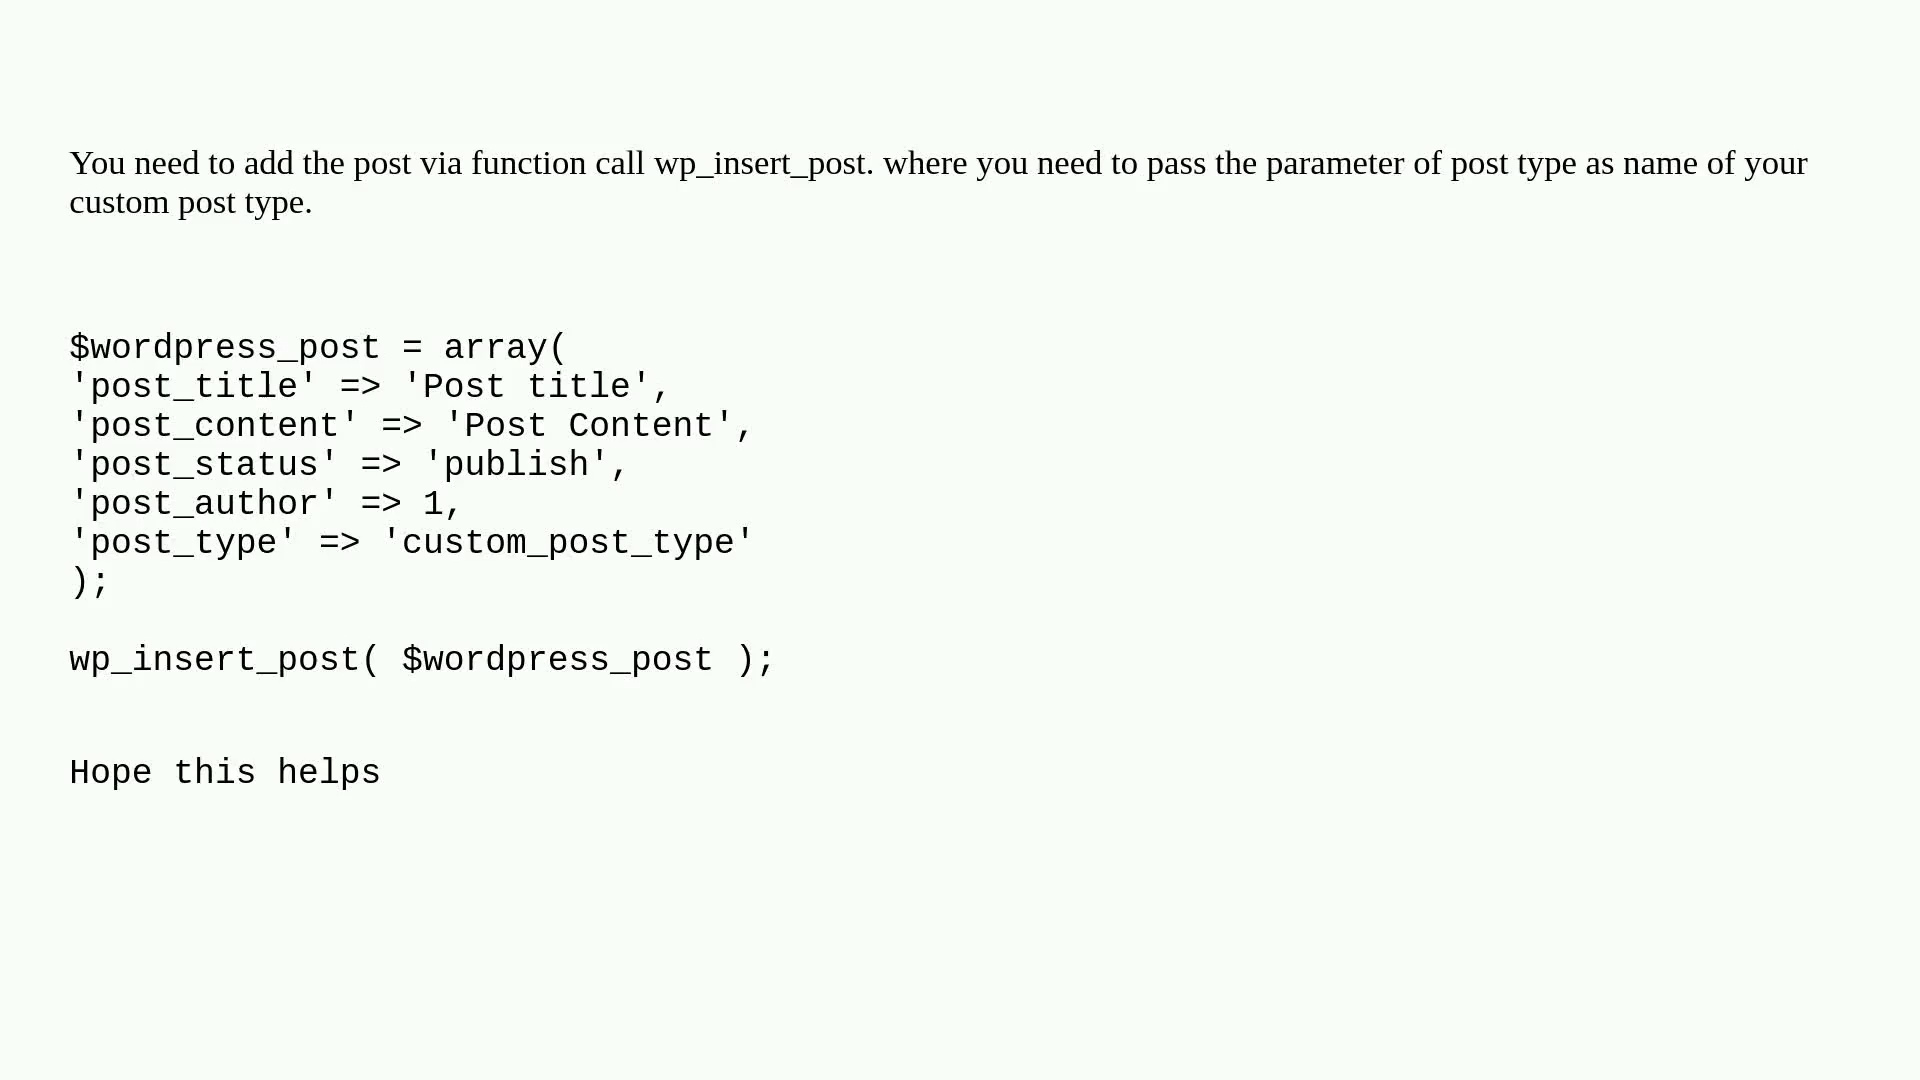 You need to add the post via function call wp_insert_post. where you need to pass the parameter of post type as name of your
custom post type.
$wordpress_post = array(
'post_title' => 'Post title',
'post_content' => 'Post Content',
'post_status' => 'publish',
'post_author' => 1,
'post_type' => 'custom_post_type'
);
wp_insert_post( $wordpress_post );
Hope this helps